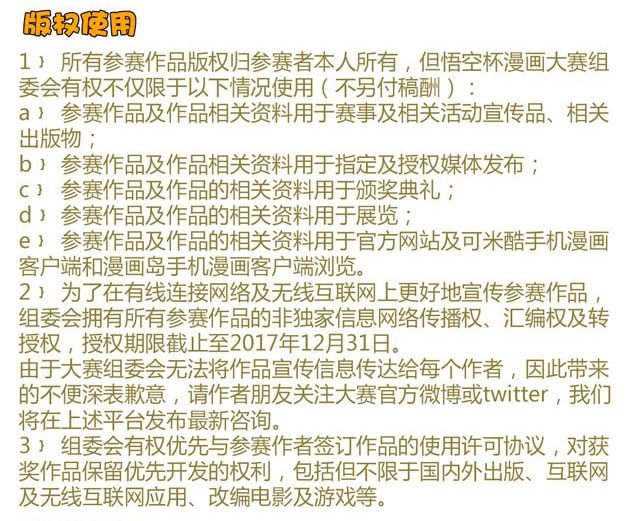 版权使用
1﹜ 所有参赛作品版权归参赛者本人所有，但悟空杯漫画大赛组
委会有权不仅限于以下情况使用（不另付稿酬）：
a﹜ 参赛作品及作品相关资料用于赛事及相关活动宣传品、相关
出版物；
b﹜ 参赛作品及作品相关资料用于指定及授权媒体发布；
c﹜ 参赛作品及作品的相关资料用于颁奖典礼；
d﹜ 参赛作品及作品的相关资料用于展览；
e﹜ 参赛作品及作品的相关资料用于官方网站及可米酷手机漫画
客户端和漫画岛手机漫画客户端浏览。
2﹜ 为了在有线连接网络及无线互联网上更好地宣传参赛作品，
组委会拥有所有参赛作品的非独家信息网络传播权、汇编权及转
授权，授权期限截止至2017年12月31日。
由于大赛组委会无法将作品宣传信息传达给每个作者，因此带来
的不便深表歉意，请作者朋友关注大赛官方微博或twitter，我们
将在上述平台发布最新咨询。
3﹜ 组委会有权优先与参赛作者签订作品的使用许可协议，对获
奖作品保留优先开发的权利，包括但不限于国内外出版、互联网
及无线互联网应用、改编电影及游戏等。